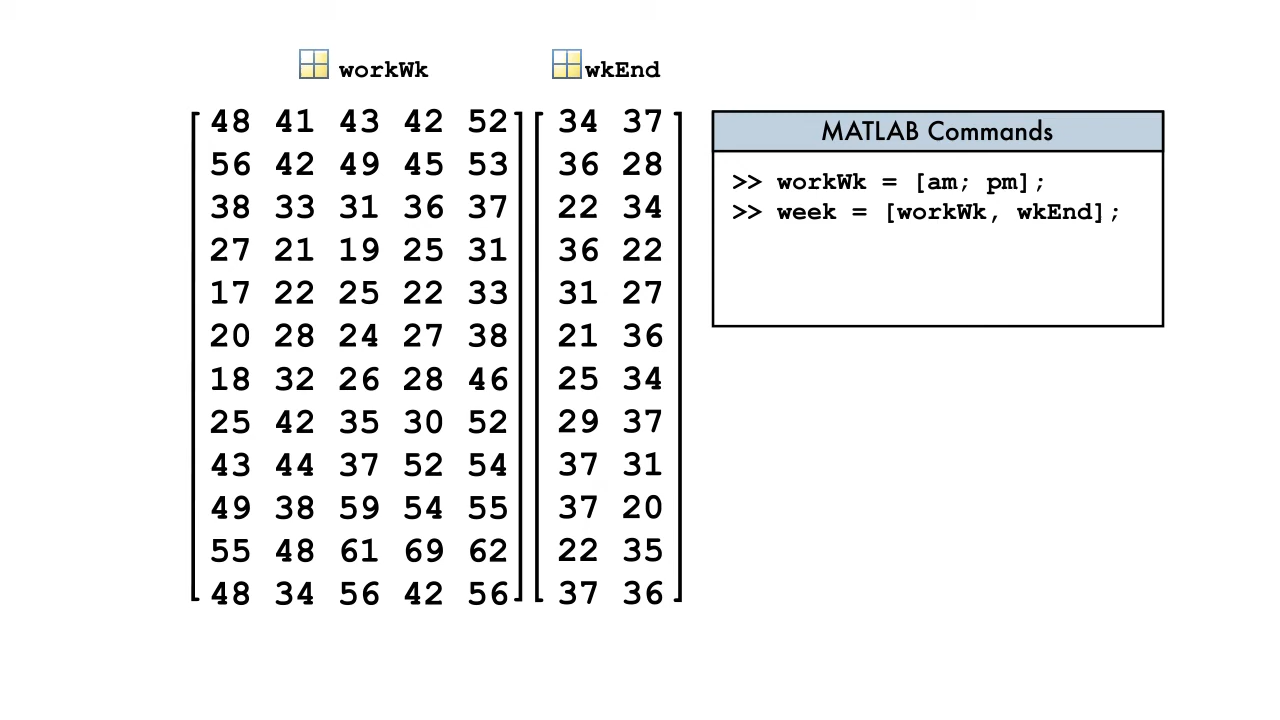 workWk wkEnd
48 41 43 42 52 34 37
56 42 49 45 53 36 28
38 33 31 36 37 22 34
27 21 19 25 31 36 22
17 22 25 22 33 31 27
20 28 24 27 38 21 36
18 32 26 28 46 25 34
25 42 35 30 52 29 37
43 44 37 52 54 37 31
49 38 59 54 55 37 20
55 48 61 69 62 22 35
48 34 56 42 56 37 36
MATLAB Commands
>> workWk = [am; pm];
>> week = [workWk, wkEnd];